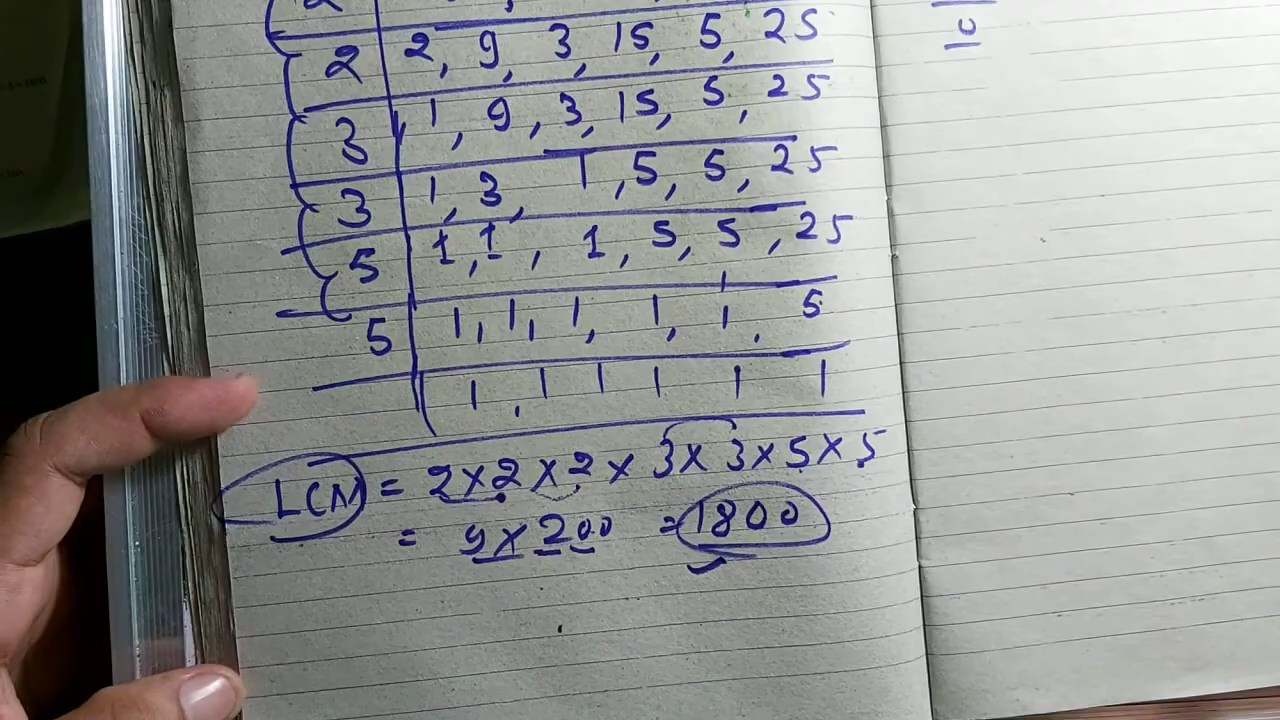 2
2 | 2, 9, 3, 15, 5, 25
3 | 1, 9, 3, 15, 5, 25
3 | 1, 3, 1, 5, 5, 25
5 | 1, 1, 1, 5, 5, 25
5 | 1, 1, 1, 1, 1, 5
1, 1 1 1 1 1
LCM = 2×2×2×3×3×5×5
= 9×200 = 1800
10